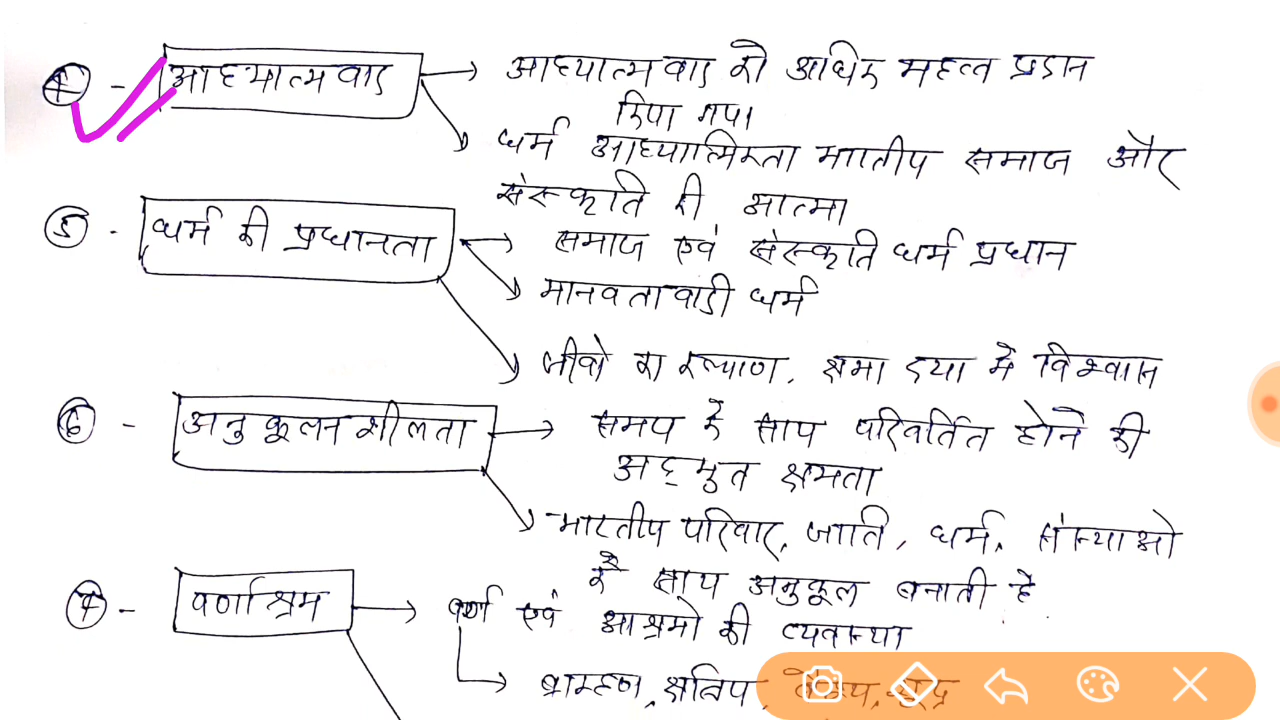 ④ - आध्यात्मवाद → आध्यात्मवाद को अधिक महत्व प्रदान
किया गया
धर्म आध्यात्मिकता भारतीय समाज और
संस्कृति की आत्मा
⑤ - धर्म की प्रधानता → समाज एवं संस्कृति धर्म प्रधान
मानवतावादी धर्म
जीवो का कल्याण, क्षमा दया मे विश्वास
⑥ - अनुकूलनशीलता → समय के साथ परिवर्तित होने की
अद्भुत क्षमता
भारतीय परिवार, जाति, धर्म, संस्थाओ
के साथ अनुकूल बनाती है
⑦ - वर्णाश्रम → वर्ण एवं आश्रमो की व्यवस्था
ब्राम्हण, क्षत्रिय, वैश्य, शूद्र